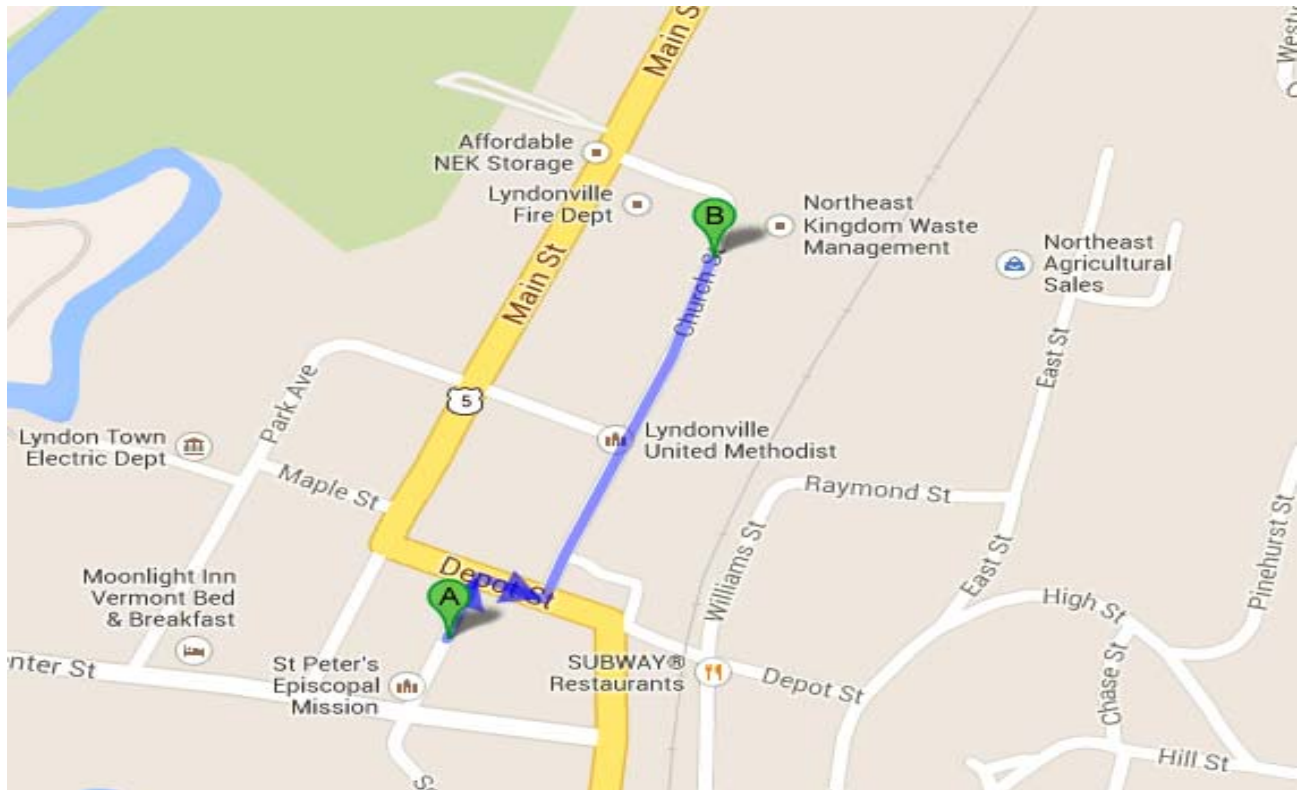 Main St
Westv
Affordable
NEK Storage
Lyndonville
Fire Dept
B
Northeast
Kingdom Waste
Management
Northeast
Agricultural
Sales
Main St
Church S
East St
Park Ave
5
Lyndon Town
Electric Dept
Lyndonville
United Methodist
Maple St
Raymond St
Williams St
East St
Pinehurst St
Depot St
A
Moonlight Inn
Vermont Bed
& Breakfast
High St
enter St
St Peter's
Episcopal
Mission
SUBWAY®
Restaurants
Depot St
Chase St
Hill St